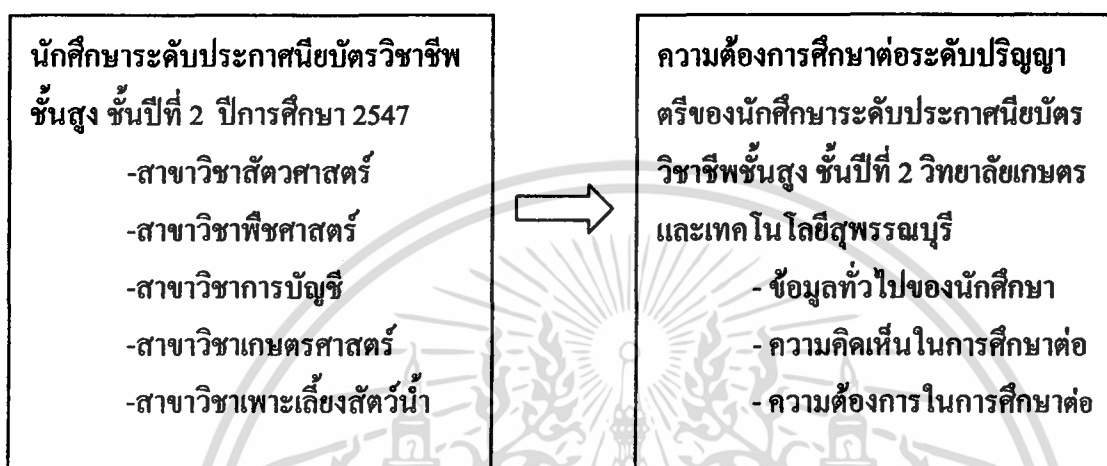 นักศึกษาระดับประกาศนียบัตรวิชาชีพ
ชั้นสูง ชั้นปีที่ 2 ปีการศึกษา 2547
-สาขาวิชาสัตวศาสตร์
-สาขาวิชาพืชศาสตร์
-สาขาวิชาการบัญชี
-สาขาวิชาเกษตรศาสตร์
-สาขาวิชาเพาะเลี้ยงสัตว์น้ำ
ความต้องการศึกษาต่อระดับปริญญา
ตรีของนักศึกษาระดับประกาศนียบัตร
วิชาชีพชั้นสูง ชั้นปีที่ 2 วิทยาลัยเกษตร
และเทคโนโลยีสุพรรณบุรี
- ข้อมูลทั่วไปของนักศึกษา
- ความคิดเห็นในการศึกษาต่อ
- ความต้องการในการศึกษาต่อ